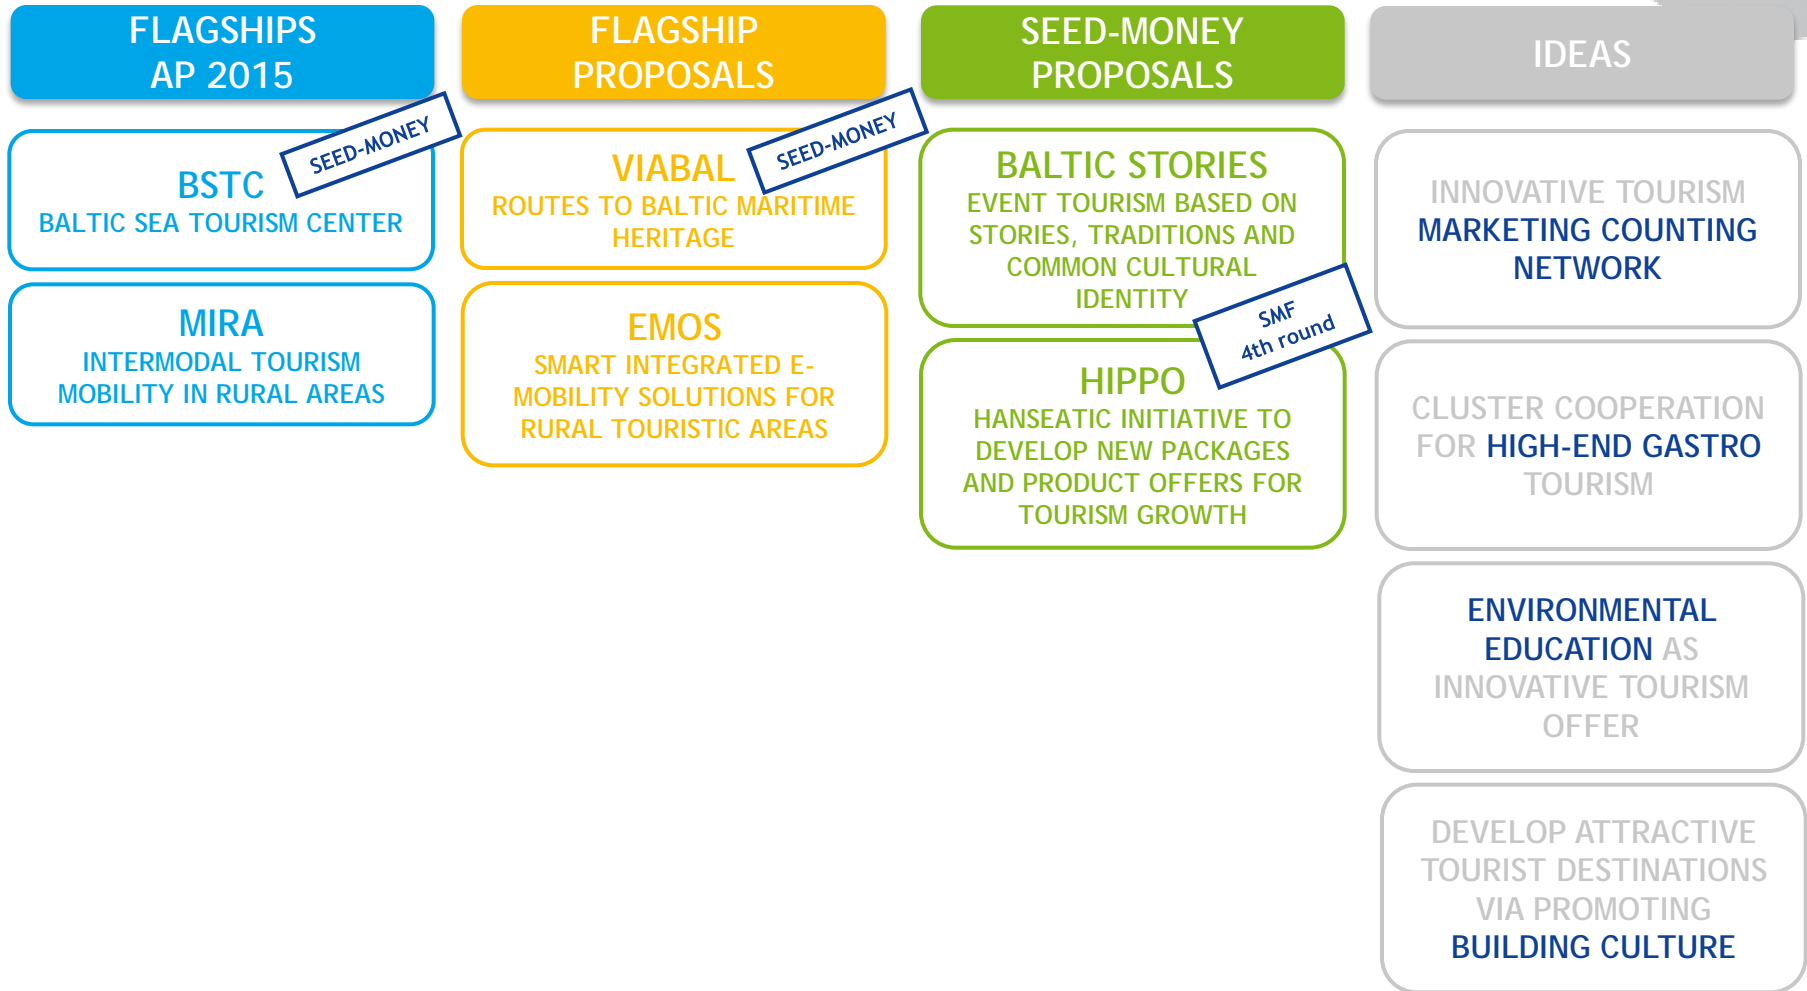 FLAGSHIPS
AP 2015
FLAGSHIP
PROPOSALS
SEED-MONEY
PROPOSALS
IDEAS
SEED-MONEY
BSTC
BALTIC SEA TOURISM CENTER
MIRA
INTERMODAL TOURISM
MOBILITY IN RURAL AREAS
SEED-MONEY
VIABAL
ROUTES TO BALTIC MARITIME
HERITAGE
EMOS
SMART INTEGRATED E-
MOBILITY SOLUTIONS FOR
RURAL TOURISTIC AREAS
BALTIC STORIES
EVENT TOURISM BASED ON
STORIES, TRADITIONS AND
COMMON CULTURAL
IDENTITY
SMF
4th round
HIPPO
HANSEATIC INITIATIVE TO
DEVELOP NEW PACKAGES
AND PRODUCT OFFERS FOR
TOURISM GROWTH
INNOVATIVE TOURISM
MARKETING COUNTING
NETWORK
CLUSTER COOPERATION
FOR HIGH-END GASTRO
TOURISM
ENVIRONMENTAL
EDUCATION AS
INNOVATIVE TOURISM
OFFER
DEVELOP ATTRACTIVE
TOURIST DESTINATIONS
VIA PROMOTING
BUILDING CULTURE